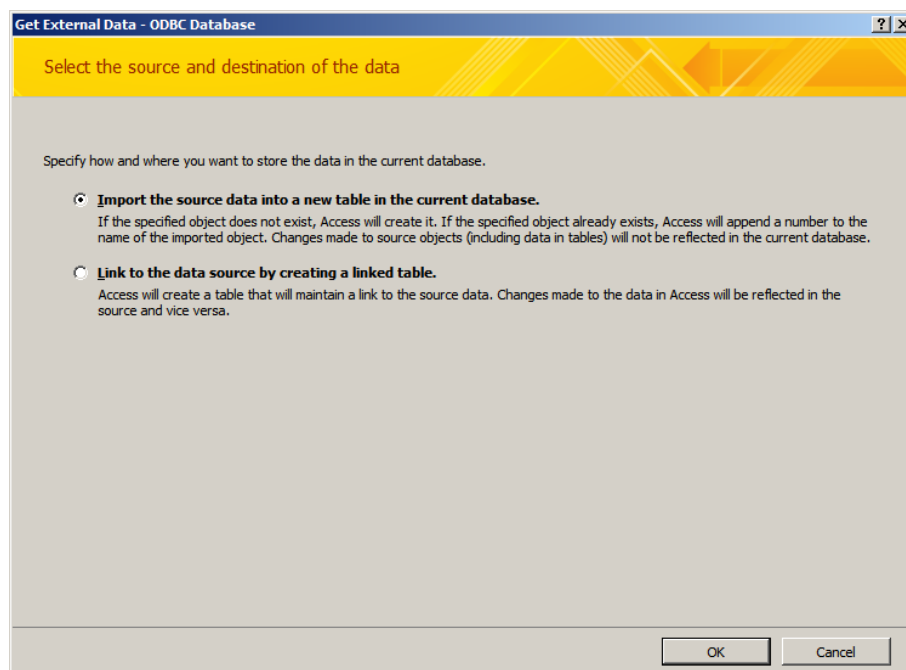 Get External Data - ODBC Database
Select the source and destination of the data
Specify how and where you want to store the data in the current database.
Import the source data into a new table in the current database.
If the specified object does not exist, Access will create it. If the specified object already exists, Access will append a number to the
name of the imported object. Changes made to source objects (including data in tables) will not be reflected in the current database.
Link to the data source by creating a linked table.
Access will create a table that will maintain a link to the source data. Changes made to the data in Access will be reflected in the
source and vice versa.
OK Cancel